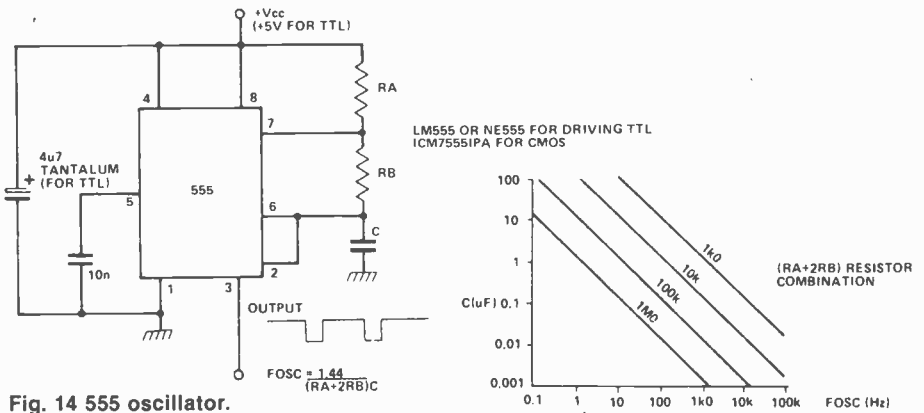 +Vcc
(+5V FOR TTL)
RA
4
8
7
LM555 OR NE555 FOR DRIVING TTL
ICM7555IPA FOR CMOS
4u7
+ TANTALUM
(FOR TTL)
RB
5
555
6
C
10n
2
1
3
OUTPUT
FOSC = 1.44
(RA+2RB)C
100
10
1
C(uF) 0.1
0.01
0.001
1k0
10k
100k
1M0
(RA+2RB) RESISTOR
COMBINATION
0.1 1 10 100 1k0 10k 100k FOSC (Hz)
Fig. 14 555 oscillator.